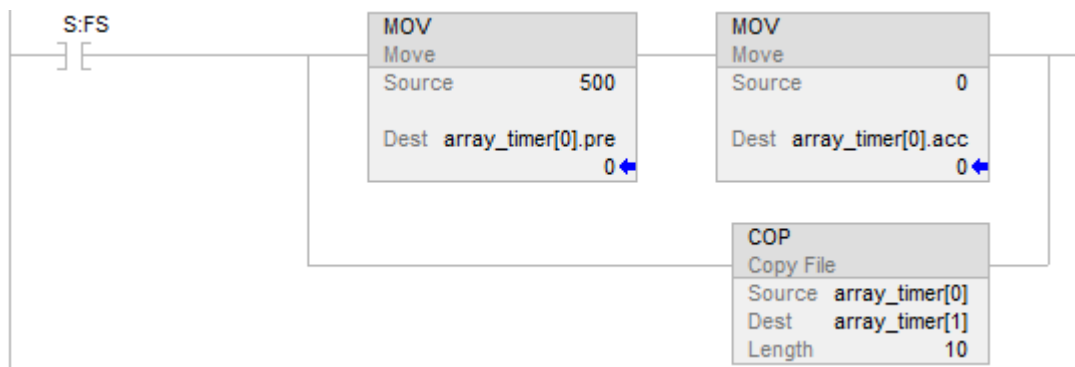 S:FS
MOV
Move
Source 500
Dest array_timer[0].pre
0
MOV
Move
Source 0
Dest array_timer[0].acc
0
COP
Copy File
Source array_timer[0]
Dest array_timer[1]
Length 10